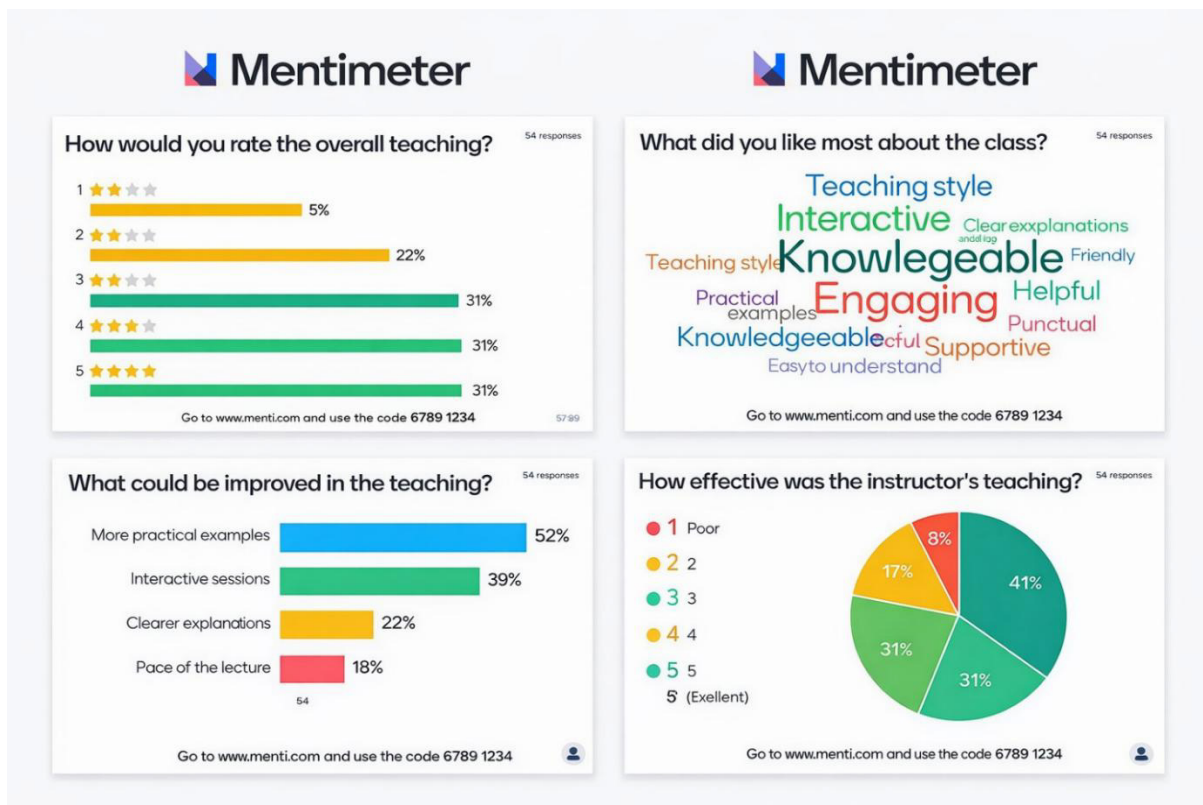 Mentimeter
Mentimeter
How would you rate the overall teaching?
54 responses
1
5%
2
22%
3
31%
4
31%
5
31%
Go to www.menti.com and use the code 6789 1234
57:89
What did you like most about the class?
54 responses
Teaching style
Interactive
Clearexxplanations
Knowlegeable
Friendly
Teaching style
Practical
examples
Engaging
Helpful
Punctual
Knowledgeeable
Supportive
Easyto understand
Go to www.menti.com and use the code 6789 1234
What could be improved in the teaching?
54 responses
More practical examples
52%
Interactive sessions
39%
Clearer explanations
22%
Pace of the lecture
18%
54
Go to www.menti.com and use the code 6789 1234
How effective was the instructor's teaching?
54 responses
1 Poor
2 2
3 3
4 4
5 5
5 (Exellent)
8%
41%
17%
31%
31%
Go to www.menti.com and use the code 6789 1234